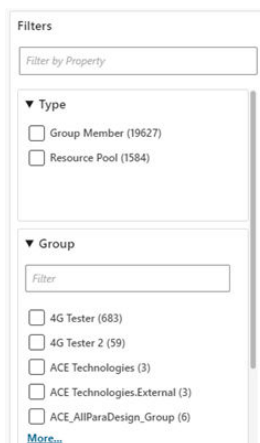 Filters
Filter by Property
▼ Type
Group Member (19627)
Resource Pool (1584)
▼ Group
Filter
4G Tester (683)
4G Tester 2 (59)
ACE Technologies (3)
ACE Technologies.External (3)
ACE_AllParaDesign_Group (6)
More...